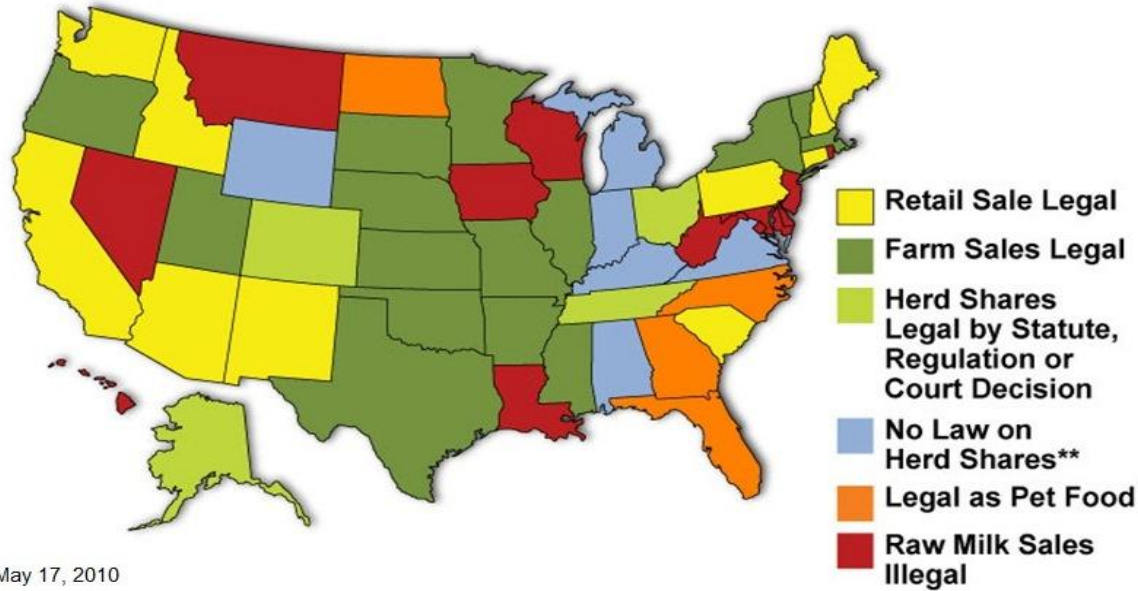 Retail Sale Legal
Farm Sales Legal
Herd Shares
Legal by Statute,
Regulation or
Court Decision
No Law on
Herd Shares**
Legal as Pet Food
Raw Milk Sales
Illegal
May 17, 2010